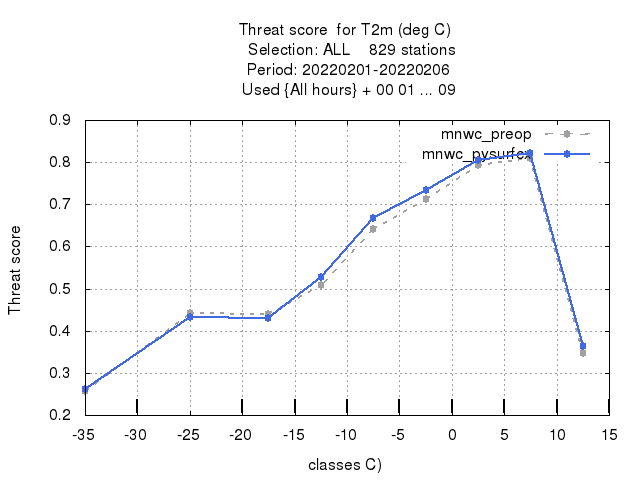 Threat score for T2m (deg C)
Selection: ALL 829 stations
Period: 20220201-20220206
Used {All hours} + 00 01 ... 09
0.9
0.8
0.7
0.6
0.5
0.4
0.3
0.2
Threat score
mnwc_preop
mnwc_pysurfex
-35 -30 -25 -20 -15 -10 -5 0 5 10 15
classes C)